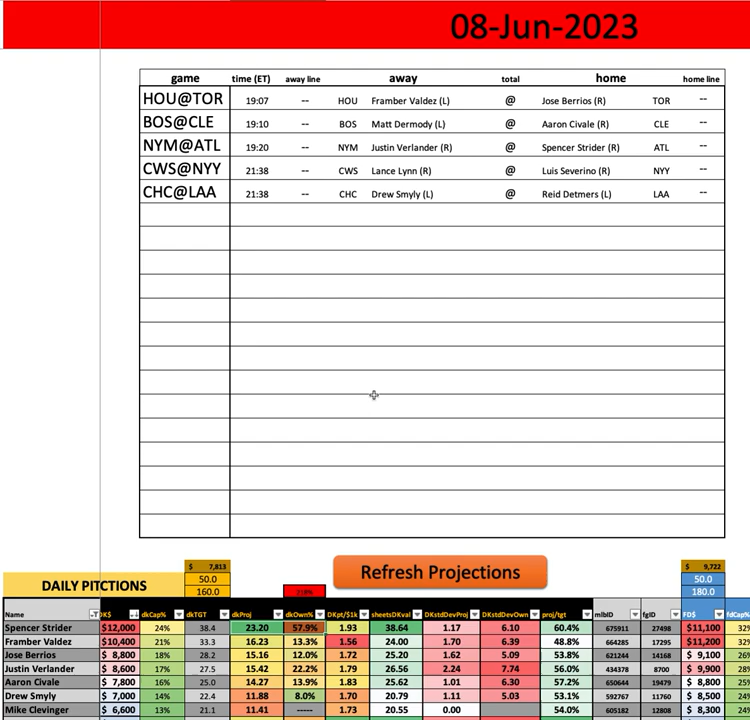 08-Jun-2023
game time (ET) away line away total home home line
HOU@TOR 19:07 -- HOU Framber Valdez (L) @ Jose Berrios (R) TOR --
BOS@CLE 19:10 -- BOS Matt Dermody (L) @ Aaron Civale (R) CLE --
NYM@ATL 19:20 -- NYM Justin Verlander (R) @ Spencer Strider (R) ATL --
CWS@NYY 21:38 -- CWS Lance Lynn (R) @ Luis Severino (R) NYY --
CHC@LAA 21:38 -- CHC Drew Smyly (L) @ Reid Detmers (L) LAA --
Refresh Projections
$ 7,813 $ 9,722
DAILY PITCTIONS 50.0 50.0
160.0 180.0
Name DK$ dkCap% dkTGT dkProj dkOwn% DKpt/$1k sheetsDKval DKstdDevProj DKstdDevOwn proj/tgt mlbID fgID FD$ fdCap%
Spencer Strider $12,000 24% 38.4 23.20 57.9% 1.93 38.64 1.17 6.10 60.4% 675911 27498 $11,100 32%
Framber Valdez $10,400 21% 33.3 16.23 13.3% 1.56 24.00 1.70 6.39 48.8% 664285 17295 $11,200 32%
Jose Berrios $ 8,800 18% 28.2 15.16 12.0% 1.72 25.20 1.62 5.09 53.8% 621244 14168 $ 9,100 26%
Justin Verlander $ 8,600 17% 27.5 15.42 22.2% 1.79 26.56 2.24 7.74 56.0% 434378 8700 $ 9,900 28%
Aaron Civale $ 7,800 16% 25.0 14.27 13.9% 1.83 25.62 1.01 6.30 57.2% 650644 19479 $ 8,800 25%
Drew Smyly $ 7,000 14% 22.4 11.88 8.0% 1.70 20.79 1.11 5.03 53.1% 592767 11760 $ 8,500 24%
Mike Clevinger $ 6,600 13% 21.1 11.41 ----- 1.73 20.55 0.00 54.0% 605182 12808 $ 8,300 24%